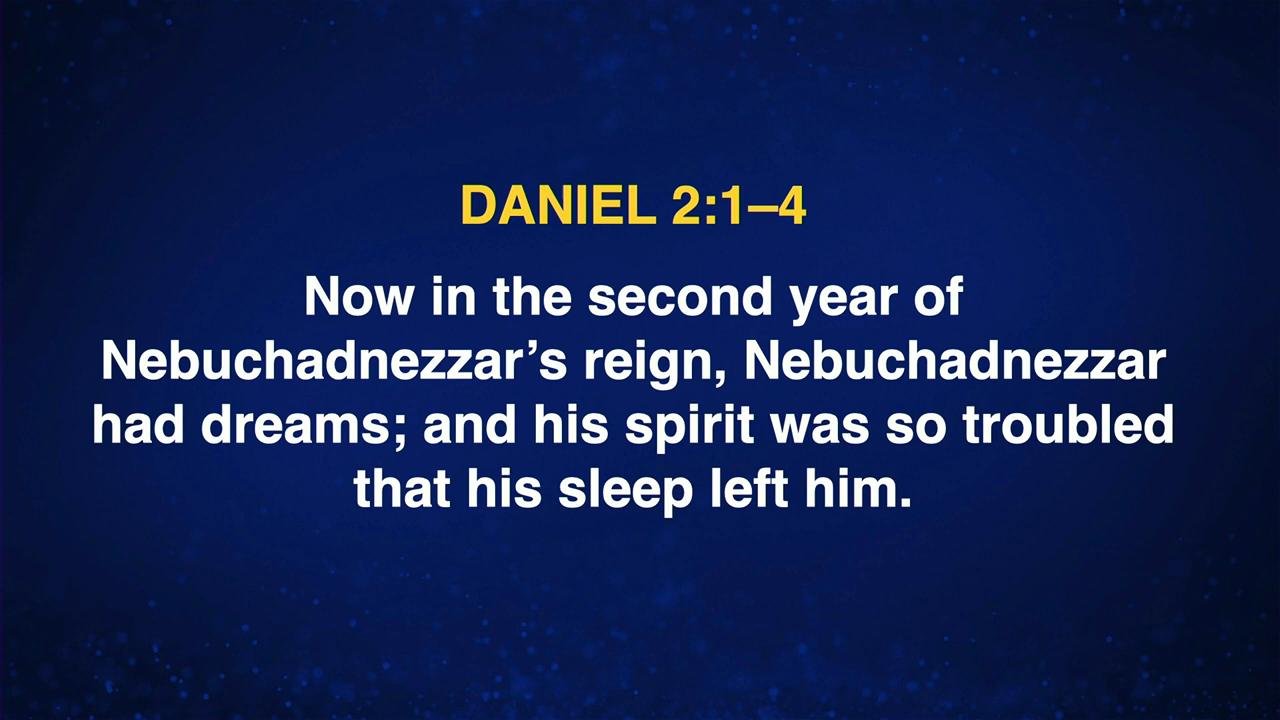 DANIEL 2:1–4
Now in the second year of
Nebuchadnezzar’s reign, Nebuchadnezzar
had dreams; and his spirit was so troubled
that his sleep left him.